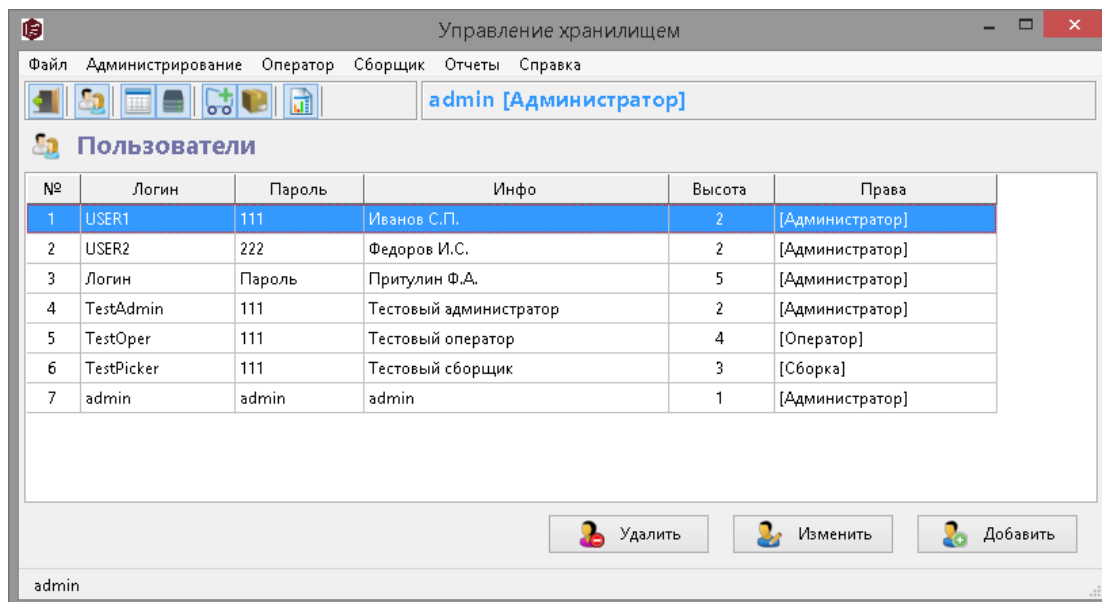 Управление хранилищем
Файл Администрирование Оператор Сборщик Отчеты Справка
admin [Администратор]
Пользователи
№ Логин Пароль Инфо Высота Права
1 USER1 111 Иванов С.П. 2 [Администратор]
2 USER2 222 Федоров И.С. 2 [Администратор]
3 Логин Пароль Притулин Ф.А. 5 [Администратор]
4 TestAdmin 111 Тестовый администратор 2 [Администратор]
5 TestOper 111 Тестовый оператор 4 [Оператор]
6 TestPicker 111 Тестовый сборщик 3 [Сборка]
7 admin admin admin 1 [Администратор]
Удалить Изменить Добавить
admin